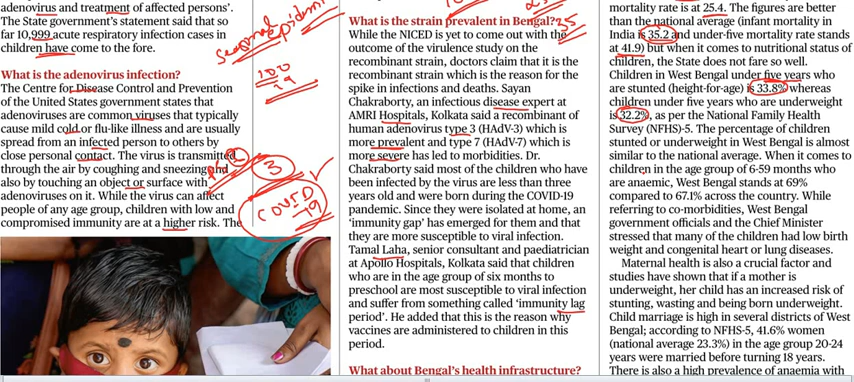 adenovirus and treatment of affected persons'.
The State government's statement said that so
far 10,999 acute respiratory infection cases in
children have come to the fore.
What is the adenovirus infection?
The Centre for Disease Control and Prevention
of the United States government states that
adenoviruses are common viruses that typically
cause mild cold or flu-like illness and are usually
spread from an infected person to others by
close personal contact. The virus is transmitted
through the air by coughing and sneezing and
also by touching an object or surface with
adenoviruses on it. While the virus can affect
people of any age group, children with low and
compromised immunity are at a higher risk. The
seasonal epidemic
100
19
3
COVID
19
What is the strain prevalent in Bengal?
While the NICED is yet to come out with the
outcome of the virulence study on the
recombinant strain, doctors claim that it is the
recombinant strain which is the reason for the
spike in infections and deaths. Sayan
Chakraborty, an infectious disease expert at
AMRI Hospitals, Kolkata said a recombinant of
human adenovirus type 3 (HAdV-3) which is
more prevalent and type 7 (HAdV-7) which is
more severe has led to morbidities. Dr.
Chakraborty said most of the children who have
been infected by the virus are less than three
years old and were born during the COVID-19
pandemic. Since they were isolated at home, an
'immunity gap' has emerged for them and that
they are more susceptible to viral infection.
Tamal Laha, senior consultant and paediatrician
at Apollo Hospitals, Kolkata said that children
who are in the age group of six months to
preschool are most susceptible to viral infection
and suffer from something called 'immunity lag
period'. He added that this is the reason why
vaccines are administered to children in this
period.
What about Bengal's health infrastructure?
mortality rate is at 25.4. The figures are better
than the national average (infant mortality in
India is 35.2 and under-five mortality rate stands
at 41.9) but when it comes to nutritional status of
children, the State does not fare so well.
Children in West Bengal under five years who
are stunted (height-for-age) is 33.8% whereas
children under five years who are underweight
is 32.2%, as per the National Family Health
Survey (NFHS)-5. The percentage of children
stunted or underweight in West Bengal is almost
similar to the national average. When it comes to
children in the age group of 6-59 months who
are anaemic, West Bengal stands at 69%
compared to 67.1% across the country. While
referring to co-morbidities, West Bengal
government officials and the Chief Minister
stressed that many of the children had low birth
weight and congenital heart or lung diseases.
Maternal health is also a crucial factor and
studies have shown that if a mother is
underweight, her child has an increased risk of
stunting, wasting and being born underweight.
Child marriage is high in several districts of West
Bengal; according to NFHS-5, 41.6% women
(national average 23.3%) in the age group 20-24
years were married before turning 18 years.
There is also a high prevalence of anaemia with